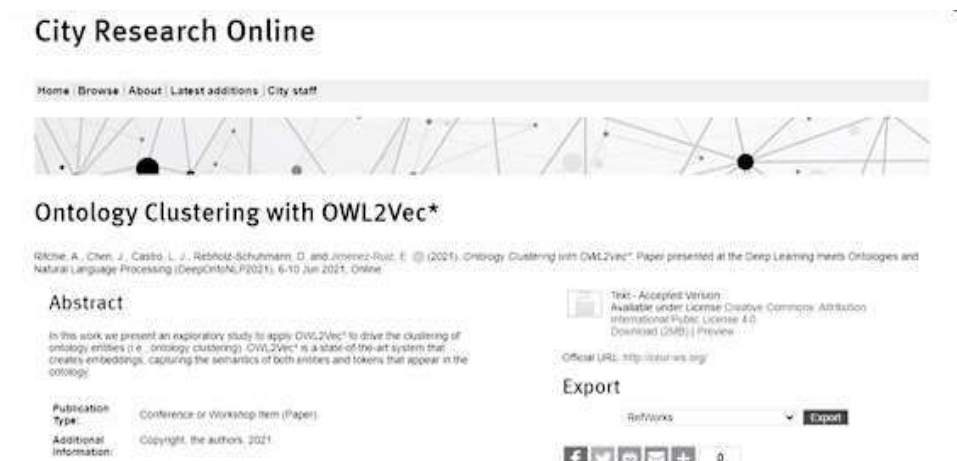 City Research Online
Home | Browse | About | Latest additions | City staff
Ontology Clustering with OWL2Vec*
Ritchie, A., Chen, J., Castro, L. J., Rebholz-Schuhmann, D. and Jimenez-Ruiz, E. (2021). Ontology Clustering with OWL2Vec*. Paper presented at the Deep Learning meets Ontologies and
Natural Language Processing (DeepOntoNLP2021), 6-10 Jun 2021, Online.
Abstract
In this work we present an exploratory study to apply OWL2Vec* to drive the clustering of
ontology entities (i.e., ontology clustering). OWL2Vec* is a state-of-the-art system that
creates embeddings, capturing the semantics of both entities and tokens that appear in the
ontology.
Publication Type: Conference or Workshop Item (Paper)
Additional Information: Copyright, the authors, 2021.
Text - Accepted Version
Available under License Creative Commons: Attribution
International Public License 4.0.
Download (2MB) | Preview
Official URL: http://ceur-ws.org/
Export
RefWorks
Export
0